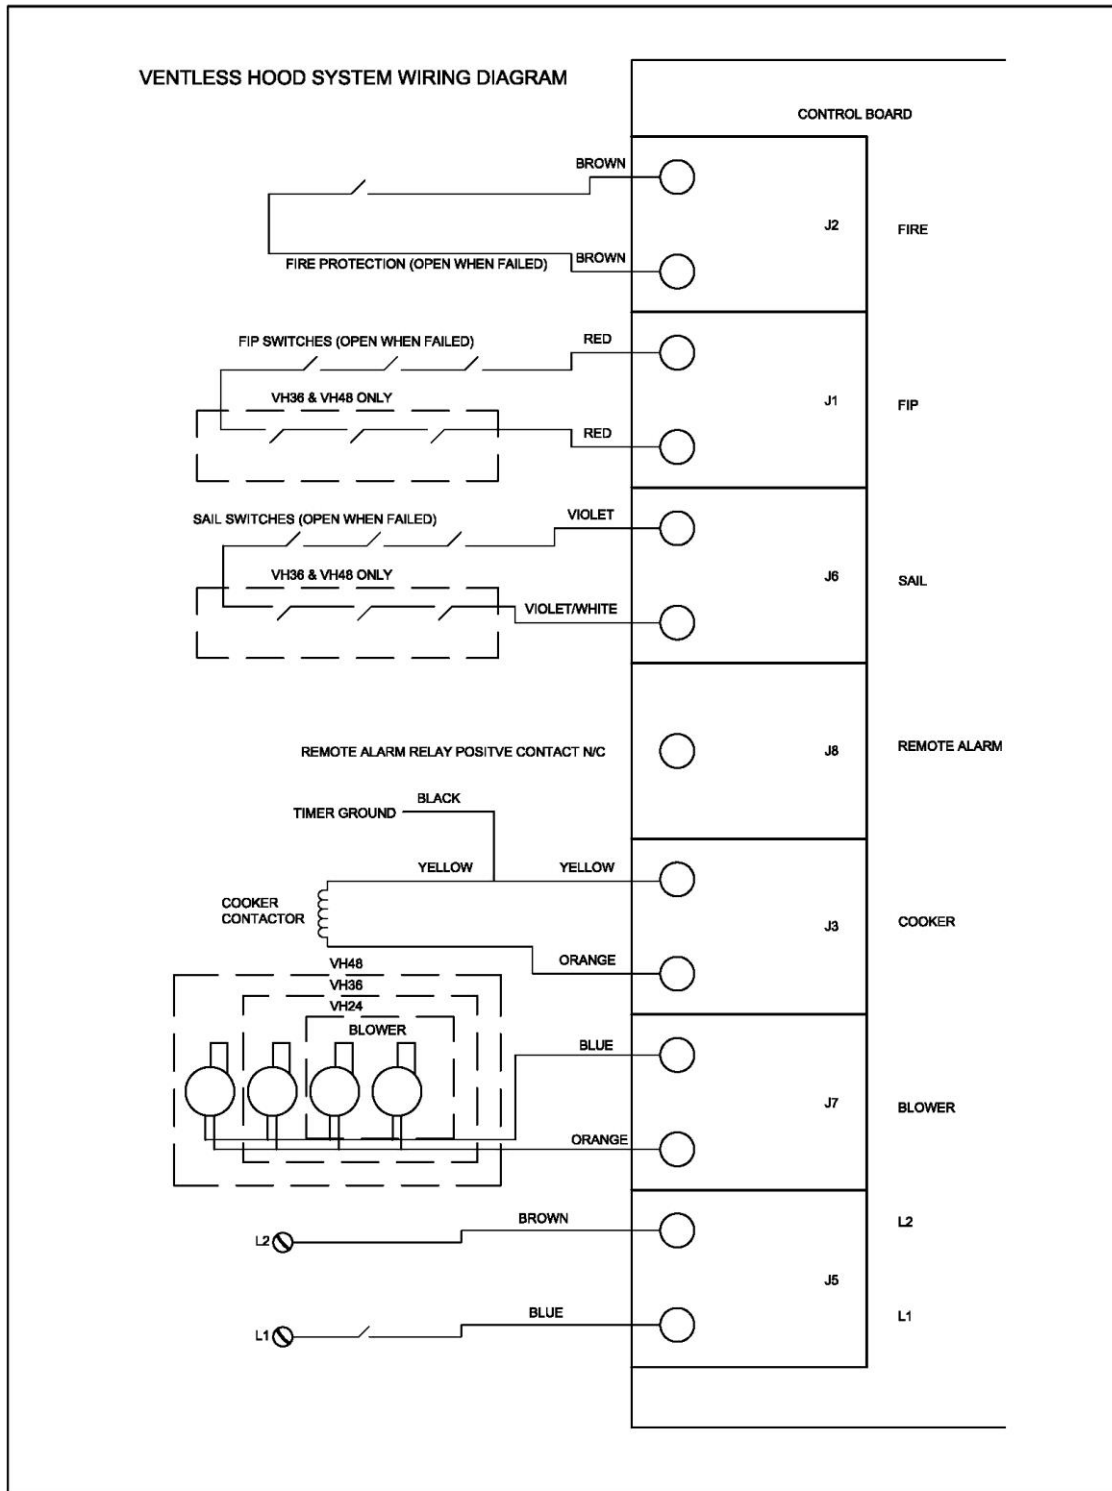 VENTLESS HOOD SYSTEM WIRING DIAGRAM
CONTROL BOARD
BROWN
J2
FIRE
FIRE PROTECTION (OPEN WHEN FAILED)
BROWN
FIP SWITCHES (OPEN WHEN FAILED)
RED
VH36 & VH48 ONLY
J1
FIP
RED
SAIL SWITCHES (OPEN WHEN FAILED)
VIOLET
VH36 & VH48 ONLY
J6
SAIL
VIOLET/WHITE
REMOTE ALARM RELAY POSITVE CONTACT N/C
J8
REMOTE ALARM
BLACK
TIMER GROUND
YELLOW
YELLOW
COOKER
CONTACTOR
J3
COOKER
ORANGE
VH48
VH36
VH24
BLOWER
BLUE
J7
BLOWER
ORANGE
BROWN
L2
L2
J5
BLUE
L1
L1